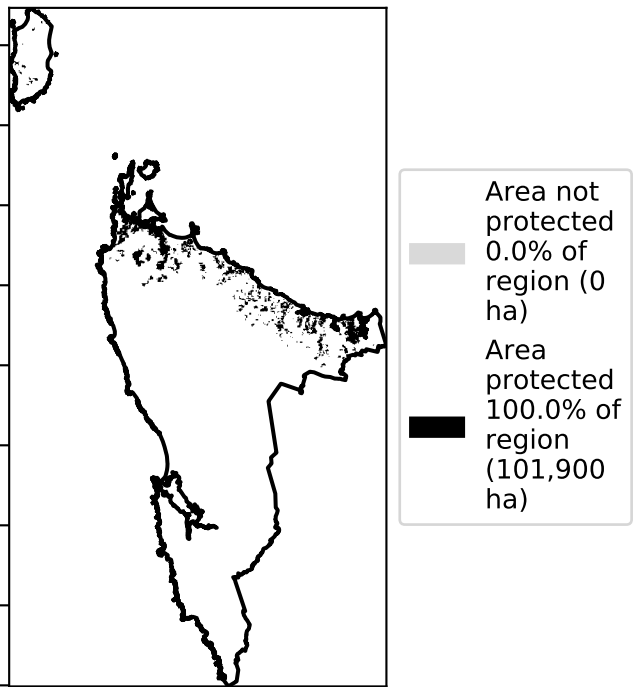 Area not
protected
0.0% of
region (0
ha)
Area
protected
100.0% of
region
(101,900
ha)